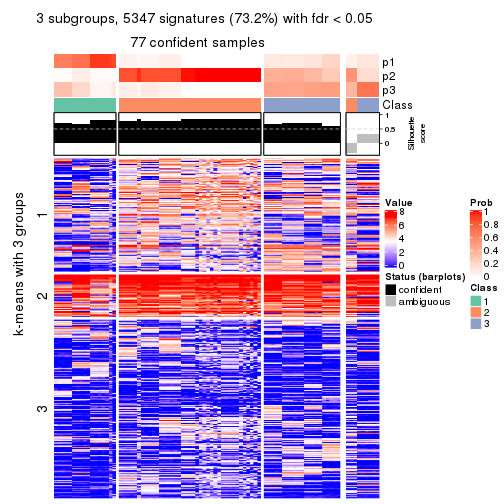 3 subgroups, 5347 signatures (73.2%) with fdr < 0.05
77 confident samples
p1
p2
p3
Class
1
0.5
0
Silhouette
score
k-means with 3 groups
1
2
3
Value
8
6
4
2
0
Status (barplots)
confident
ambiguous
Prob
1
0.8
0.6
0.4
0.2
0
Class
1
2
3